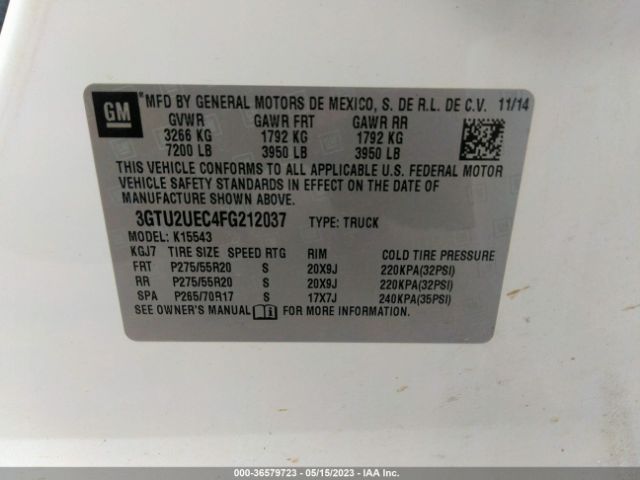 GM ® MFD BY GENERAL MOTORS DE MEXICO, S. DE R.L. DE C.V. 11/14
GVWR GAWR FRT GAWR RR
3266 KG 1792 KG 1792 KG
7200 LB 3950 LB 3950 LB
THIS VEHICLE CONFORMS TO ALL APPLICABLE U.S. FEDERAL MOTOR
VEHICLE SAFETY STANDARDS IN EFFECT ON THE DATE OF
MANUFACTURE SHOWN ABOVE.
3GTU2UEC4FG212037 TYPE: TRUCK
MODEL: K15543
KGJ7 TIRE SIZE SPEED RTG RIM COLD TIRE PRESSURE
FRT P275/55R20 S 20X9J 220KPA(32PSI)
RR P275/55R20 S 20X9J 220KPA(32PSI)
SPA P265/70R17 S 17X7J 240KPA(35PSI)
SEE OWNER'S MANUAL i FOR MORE INFORMATION.
000-36579723 - 05/15/2023 - IAA Inc.